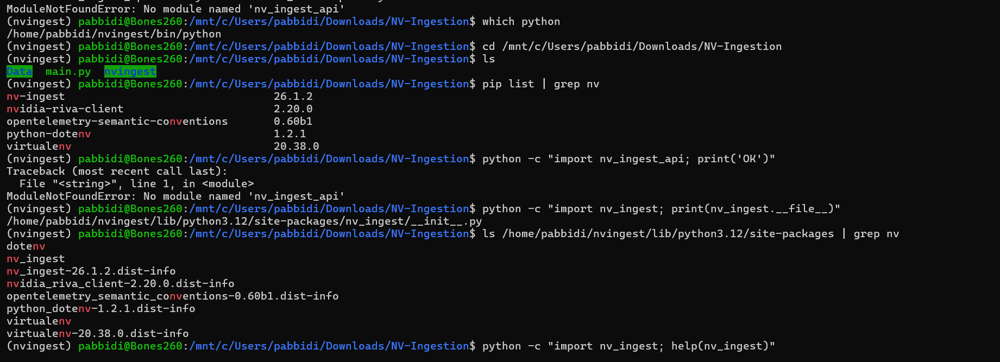 ModuleNotFoundError: No module named 'nv_ingest_api'
(nvingest) pabbidi@Bones260:/mnt/c/Users/pabbidi/Downloads/NV-Ingestion$ which python
/home/pabbidi/nvingest/bin/python
(nvingest) pabbidi@Bones260:/mnt/c/Users/pabbidi/Downloads/NV-Ingestion$ cd /mnt/c/Users/pabbidi/Downloads/NV-Ingestion
(nvingest) pabbidi@Bones260:/mnt/c/Users/pabbidi/Downloads/NV-Ingestion$ ls
Data  main.py  nvingest
(nvingest) pabbidi@Bones260:/mnt/c/Users/pabbidi/Downloads/NV-Ingestion$ pip list | grep nv
nv-ingest                                26.1.2
nvidia-riva-client                       2.20.0
opentelemetry-semantic-conventions       0.60b1
python-dotenv                            1.2.1
virtualenv                               20.38.0
(nvingest) pabbidi@Bones260:/mnt/c/Users/pabbidi/Downloads/NV-Ingestion$ python -c "import nv_ingest_api; print('OK')"
Traceback (most recent call last):
  File "<string>", line 1, in <module>
ModuleNotFoundError: No module named 'nv_ingest_api'
(nvingest) pabbidi@Bones260:/mnt/c/Users/pabbidi/Downloads/NV-Ingestion$ python -c "import nv_ingest; print(nv_ingest.__file__)"
/home/pabbidi/nvingest/lib/python3.12/site-packages/nv_ingest/__init__.py
(nvingest) pabbidi@Bones260:/mnt/c/Users/pabbidi/Downloads/NV-Ingestion$ ls /home/pabbidi/nvingest/lib/python3.12/site-packages | grep nv
dotenv
nv_ingest
nv_ingest-26.1.2.dist-info
nvidia_riva_client-2.20.0.dist-info
opentelemetry_semantic_conventions-0.60b1.dist-info
python_dotenv-1.2.1.dist-info
virtualenv
virtualenv-20.38.0.dist-info
(nvingest) pabbidi@Bones260:/mnt/c/Users/pabbidi/Downloads/NV-Ingestion$ python -c "import nv_ingest; help(nv_ingest)"